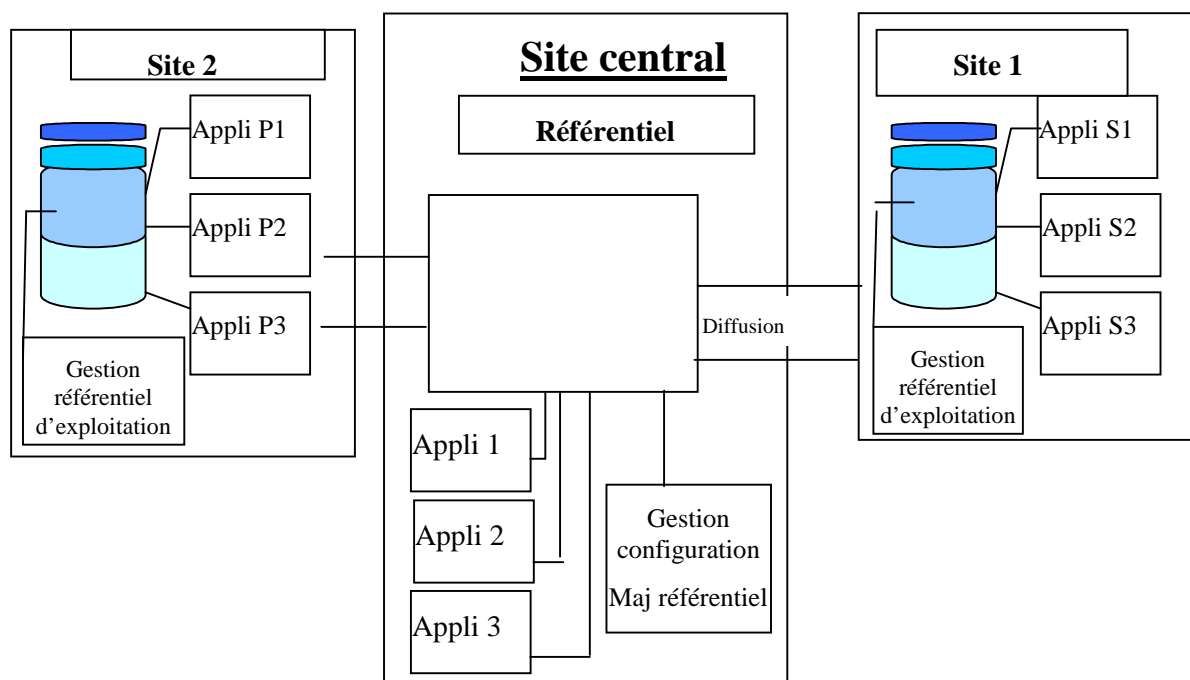 Site 2
Appli P1
Appli P2
Appli P3
Gestion
référentiel
d’exploitation
Site central
Référentiel
Diffusion
Appli 1
Appli 2
Appli 3
Gestion
configuration
Maj référentiel
Site 1
Appli S1
Appli S2
Appli S3
Gestion
référentiel
d’exploitation